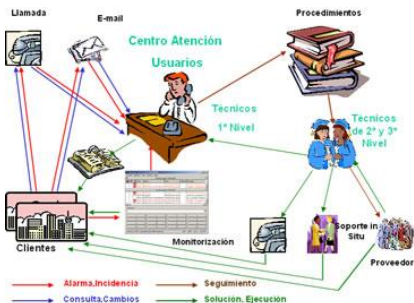 Llamada
E-mail
Procedimientos
Centro Atención
Usuarios
Técnicos
1º Nivel
Técnicos
de 2º y 3º
Nivel
Clientes
Monitorización
Soporte in
Situ
Proveedor
Alarma,Incidencia
Seguimiento
Consulta,Cambios
Solución, Ejecución